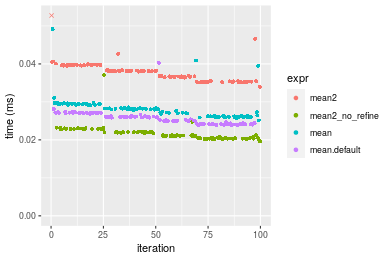 0.04
0.02
0.00
time (ms)
0
25
50
75
100
iteration
expr
mean2
mean2_no_refine
mean
mean.default